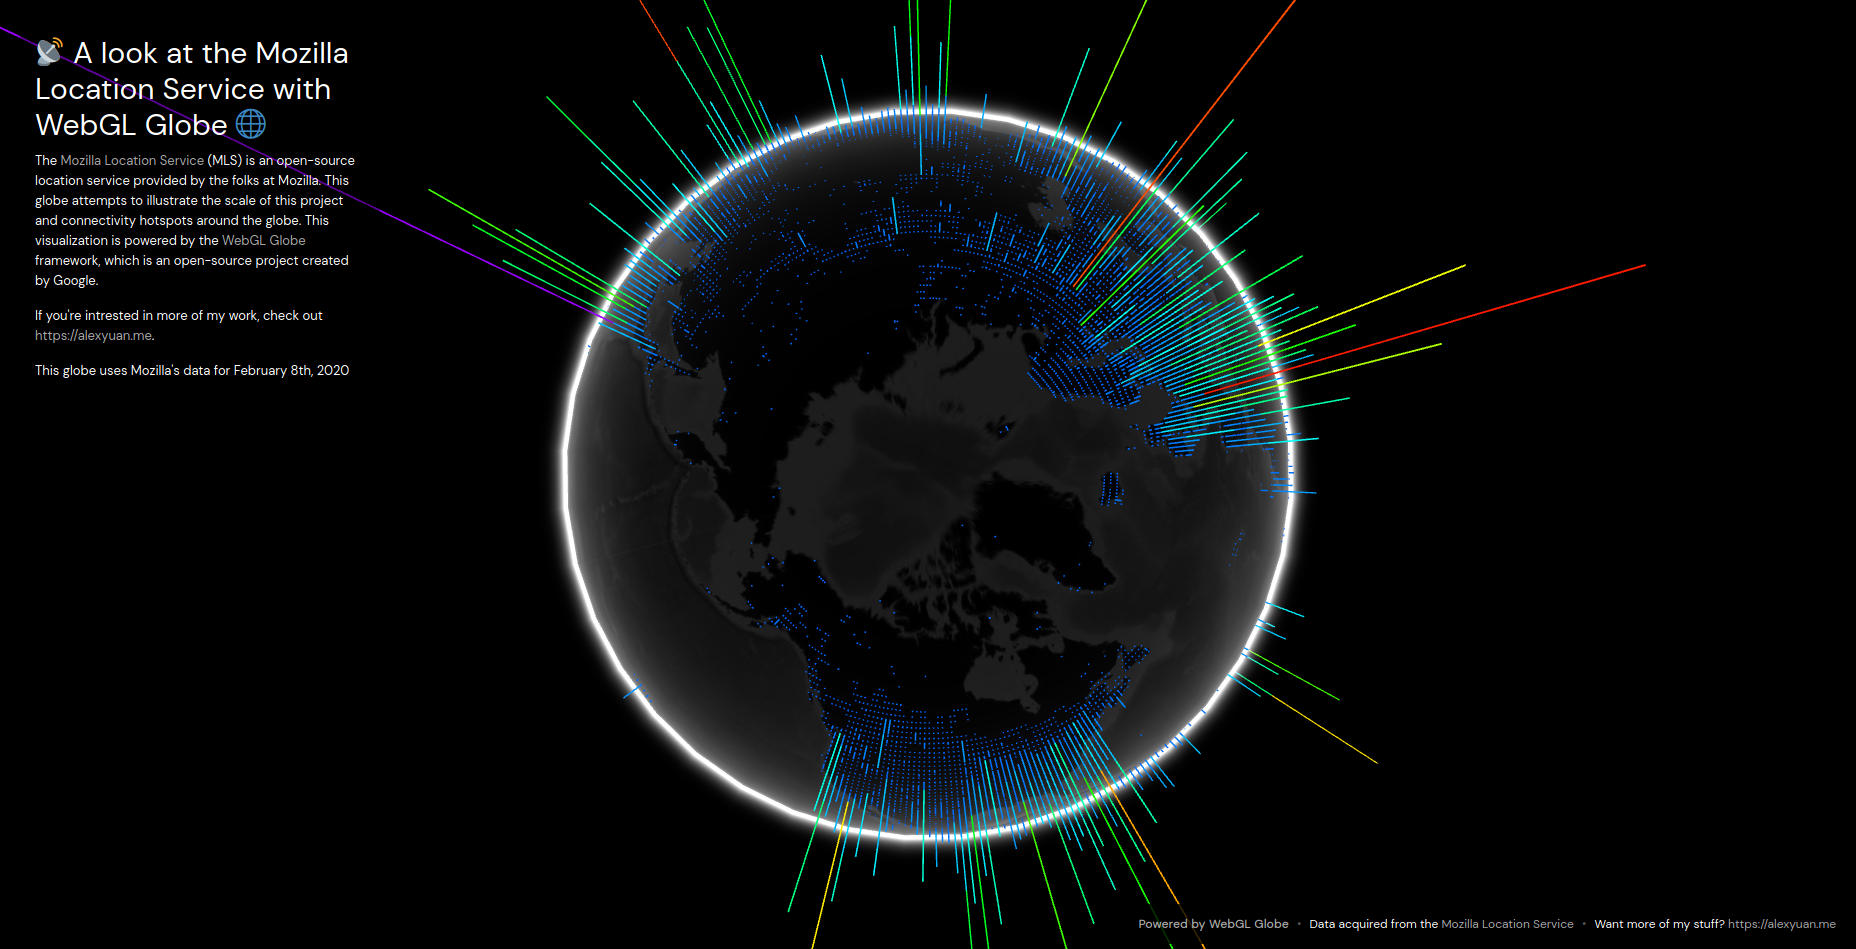 A look at the Mozilla
Location Service with
WebGL Globe
The Mozilla Location Service (MLS) is an open-source
location service provided by the folks at Mozilla. This
globe attempts to illustrate the scale of this project
and connectivity hotspots around the globe. This
visualization is powered by the WebGL Globe
framework, which is an open-source project created
by Google.
If you're intrested in more of my work, check out
https://alexyuan.me.
This globe uses Mozilla's data for February 8th, 2020
Powered by WebGL Globe • Data acquired from the Mozilla Location Service • Want more of my stuff? https://alexyuan.me